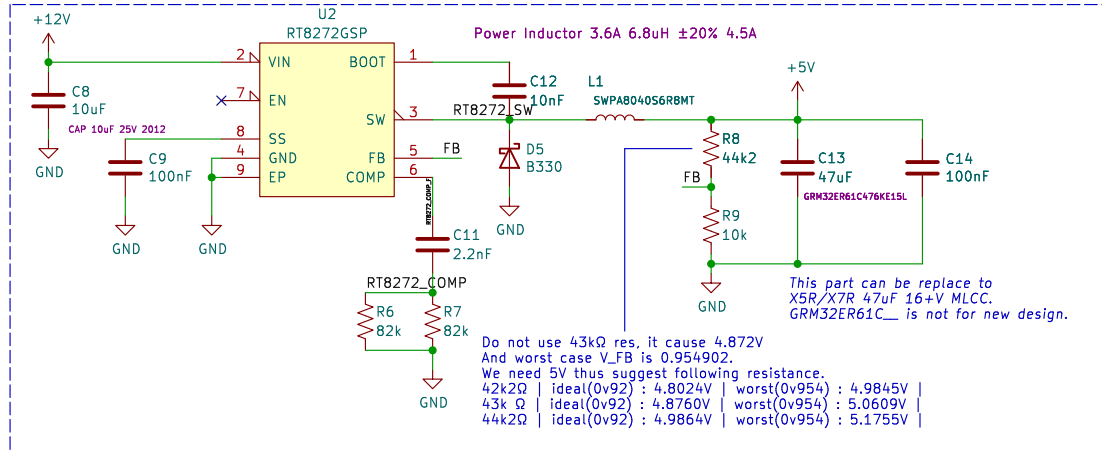 +12V
U2
RT8272GSP
Power Inductor 3.6A 6.8uH ±20% 4.5A
2 VIN
BOOT 1
C8
10uF
CAP 10uF 25V 2012
GND
7 EN
C12
10nF
L1
SWPA8040S6R8MT
+5V
RT8272_SW
SW 3
8 SS
C9
100nF
GND
4 GND
9 EP
GND
FB 5
FB
COMP 6
RT8272_COMP_F
D5
B330
GND
R8
44k2
FB
R9
10k
GND
C13
47uF
GRM32ER61C476KE15L
C14
100nF
C11
2.2nF
RT8272_COMP
R6
82k
R7
82k
GND
This part can be replace to
X5R/X7R 47uF 16+V MLCC.
GRM32ER61C__ is not for new design.
Do not use 43kΩ res, it cause 4.872V
And worst case V_FB is 0.954902.
We need 5V thus suggest following resistance.
42k2Ω | ideal(0v92) : 4.8024V | worst(0v954) : 4.9845V |
43k Ω | ideal(0v92) : 4.8760V | worst(0v954) : 5.0609V |
44k2Ω | ideal(0v92) : 4.9864V | worst(0v954) : 5.1755V |